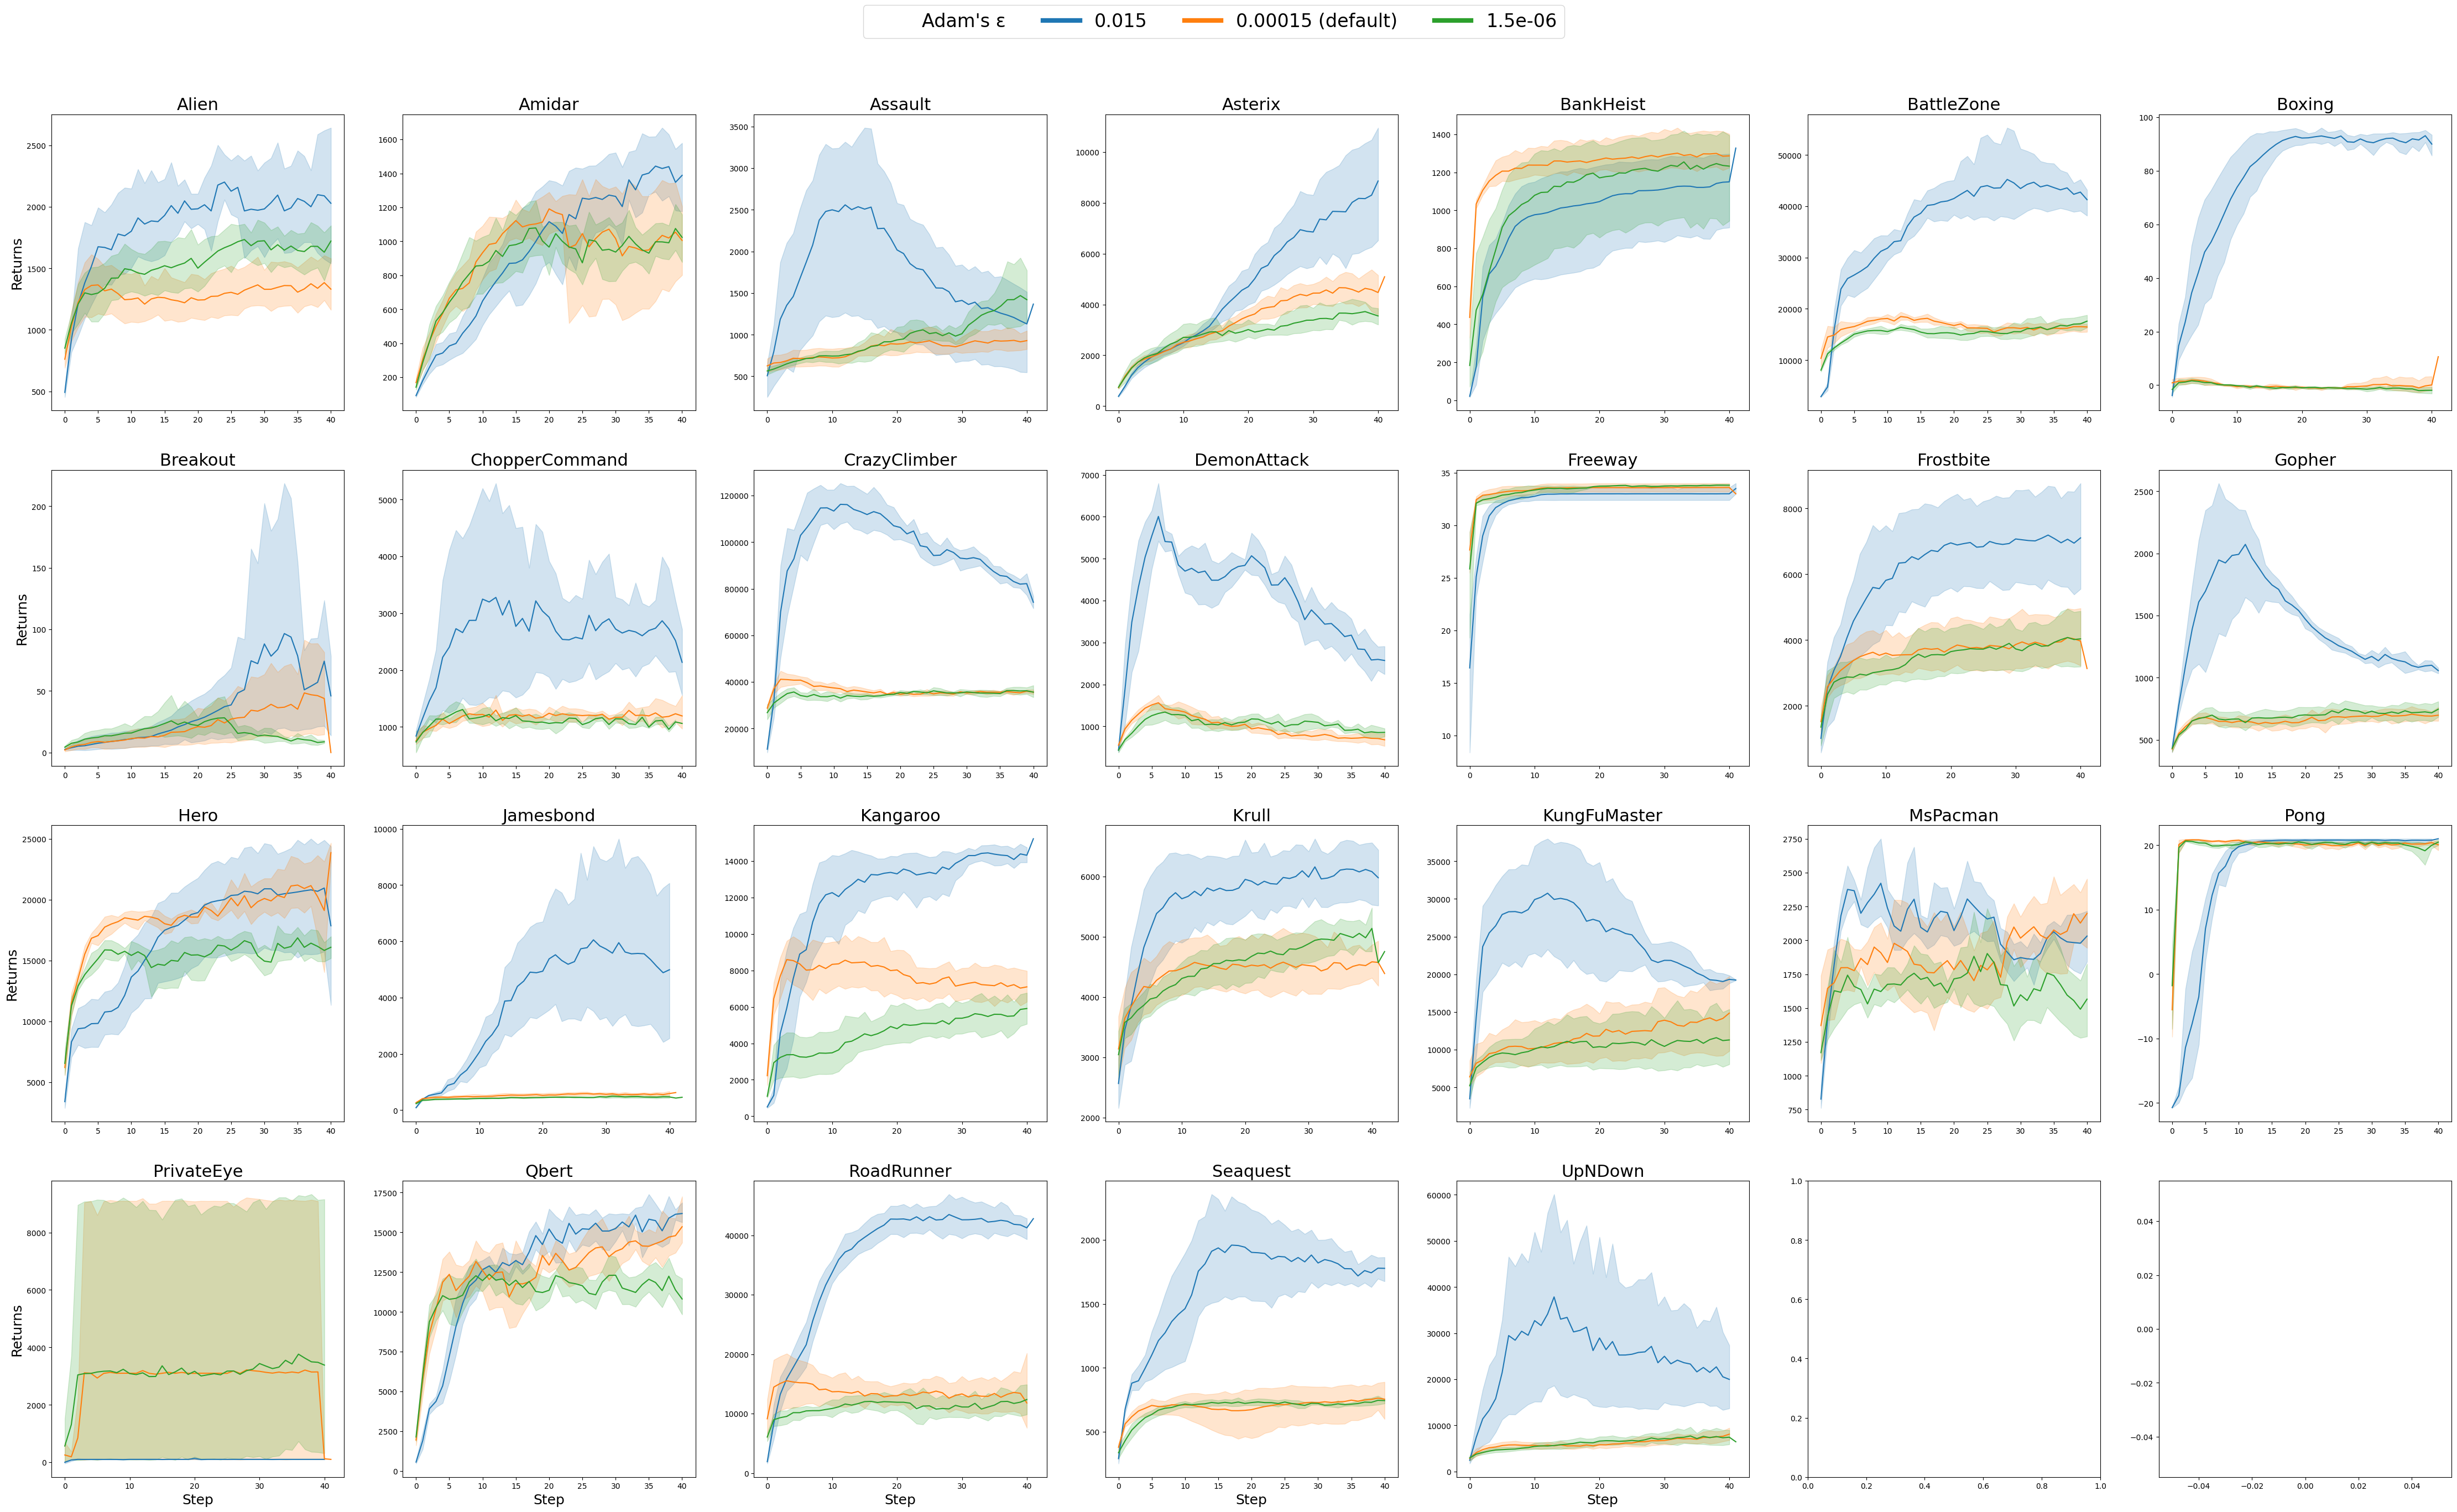 Adam's ε 0.015 0.00015 (default) 1.5e-06
Alien Amidar Assault Asterix BankHeist BattleZone Boxing
Returns
Breakout ChopperCommand CrazyClimber DemonAttack Freeway Frostbite Gopher
Returns
Hero Jamesbond Kangaroo Krull KungFuMaster MsPacman Pong
Returns
PrivateEye Qbert RoadRunner Seaquest UpNDown
Returns
Step Step Step Step Step